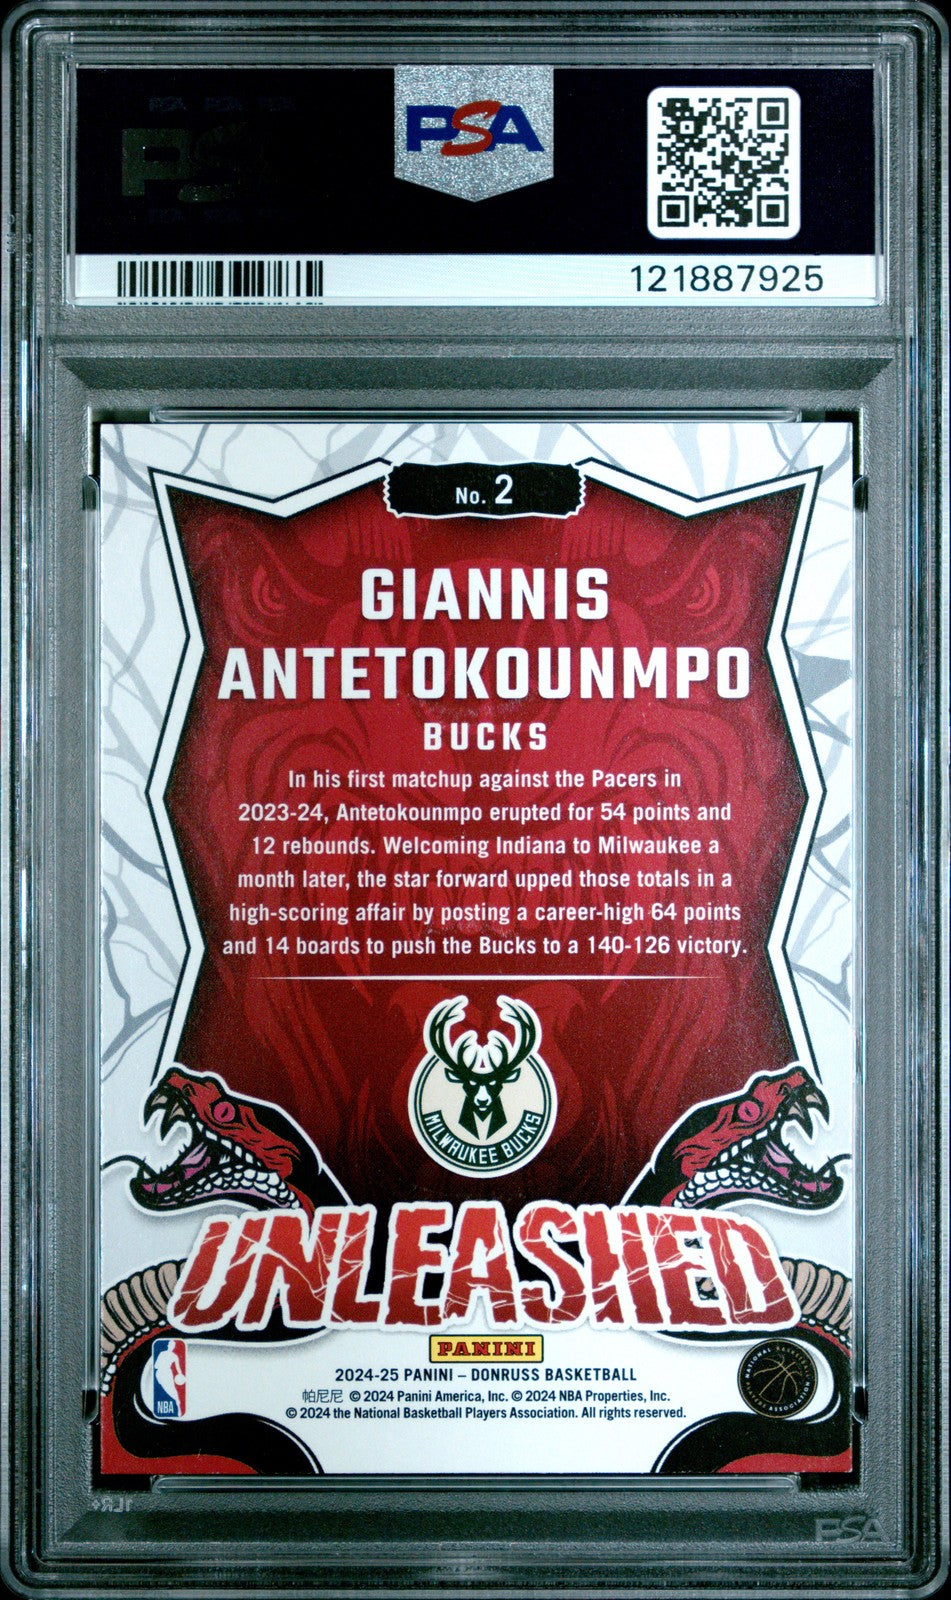 PSA
121887925
No. 2
GIANNIS
ANTETOKOUNMPO
BUCKS
In his first matchup against the Pacers in
2023-24, Antetokounmpo erupted for 54 points and
12 rebounds. Welcoming Indiana to Milwaukee a
month later, the star forward upped those totals in a
high-scoring affair by posting a career-high 64 points
and 14 boards to push the Bucks to a 140-126 victory.
MILWAUKEE BUCKS
UNLEASHED
PANINI
2024-25 PANINI – DONRUSS BASKETBALL
帕尼尼 © 2024 Panini America, Inc. © 2024 NBA Properties, Inc.
© 2024 the National Basketball Players Association. All rights reserved.
NBA
NATIONAL BASKETBALL PLAYERS ASSOCIATION
PSA